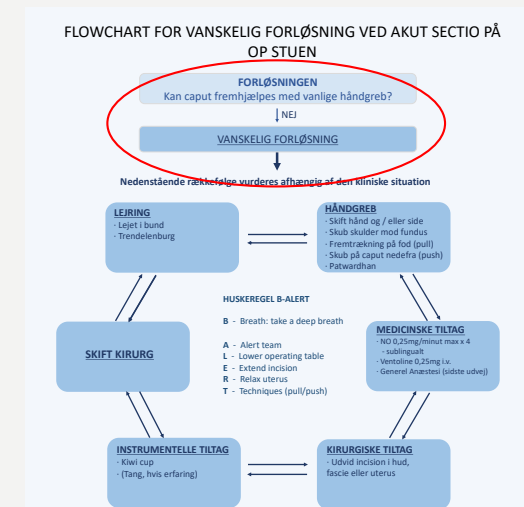 FLOWCHART FOR VANSKELIG FORLØSNING VED AKUT SECTIO PÅ
OP STUEN
FORLØSNINGEN
Kan caput fremhjælpes med vanlige håndgreb?
NEJ
VANSKELIG FORLØSNING
Nedenstående rækkefølge vurderes afhængig af den kliniske situation
LEJRING
· Lejet i bund
· Trendelenburg
HÅNDGREB
· Skift hånd og / eller side
· Skub skulder mod fundus
· Fremtrækning på fod (pull)
· Skub på caput nedefra (push)
· Patwardhan
HUSKEREGEL B-ALERT
B - Breath: take a deep breath
A - Alert team
L - Lower operating table
E - Extend incision
R - Relax uterus
T - Techniques (pull/push)
SKIFT KIRURG
MEDICINSKE TILTAG
· NO 0,25mg/minut max x 4
- sublingualt
· Ventoline 0,25mg i.v.
· Generel Anæstesi (sidste udvej)
INSTRUMENTELLE TILTAG
· Kiwi cup
· (Tang, hvis erfaring)
KIRURGISKE TILTAG
· Udvid incision i hud,
fascie eller uterus